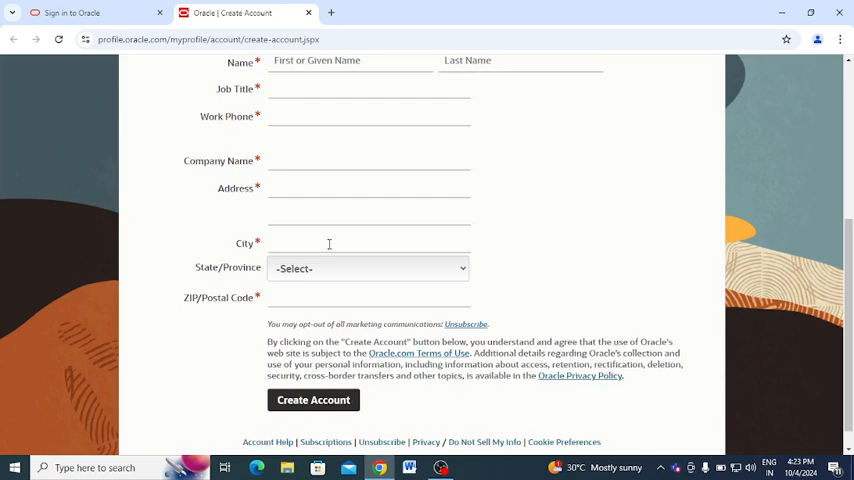 Sign in to Oracle
Oracle | Create Account
profile.oracle.com/myprofile/account/create-account.jspx
Name* First or Given Name Last Name
Job Title*
Work Phone*
Company Name*
Address*
City*
State/Province -Select-
ZIP/Postal Code*
You may opt-out of all marketing communications: Unsubscribe.
By clicking on the "Create Account" button below, you understand and agree that the use of Oracle's
web site is subject to the Oracle.com Terms of Use. Additional details regarding Oracle's collection and
use of your personal information, including information about access, retention, rectification, deletion,
security, cross-border transfers and other topics, is available in the Oracle Privacy Policy.
Create Account
Account Help | Subscriptions | Unsubscribe | Privacy / Do Not Sell My Info | Cookie Preferences
Type here to search
30°C Mostly sunny
ENG
IN
4:23 PM
10/4/2024